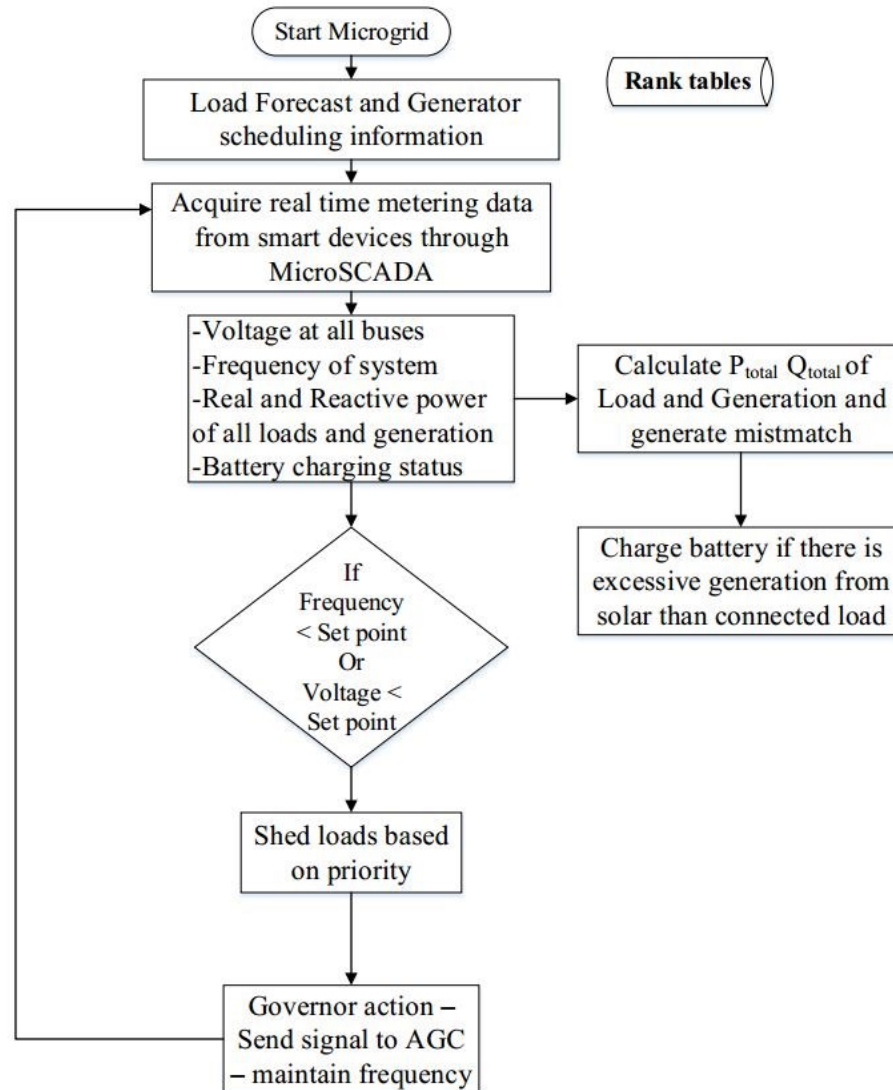 Start Microgrid
Rank tables
Load Forecast and Generator
scheduling information
Acquire real time metering data
from smart devices through
MicroSCADA
-Voltage at all buses
-Frequency of system
-Real and Reactive power
of all loads and generation
-Battery charging status
Calculate Ptotal Qtotal of
Load and Generation and
generate mistmatch
Charge battery if there is
excessive generation from
solar than connected load
If
Frequency
< Set point
Or
Voltage <
Set point
Shed loads based
on priority
Governor action –
Send signal to AGC
– maintain frequency